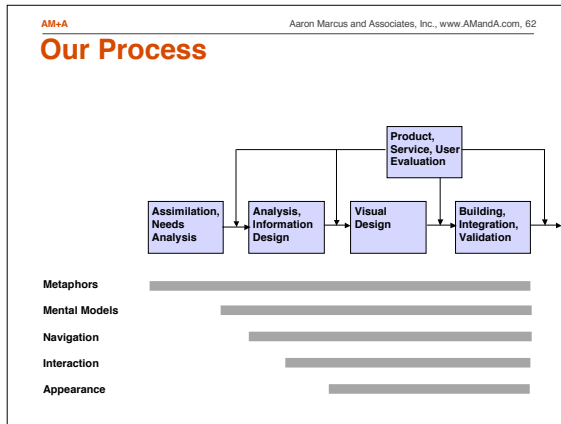 AM+A
Aaron Marcus and Associates, Inc., www.AMandA.com, 62
Our Process
Product,
Service, User
Evaluation
Assimilation,
Needs
Analysis
Analysis,
Information
Design
Visual
Design
Building,
Integration,
Validation
Metaphors
Mental Models
Navigation
Interaction
Appearance